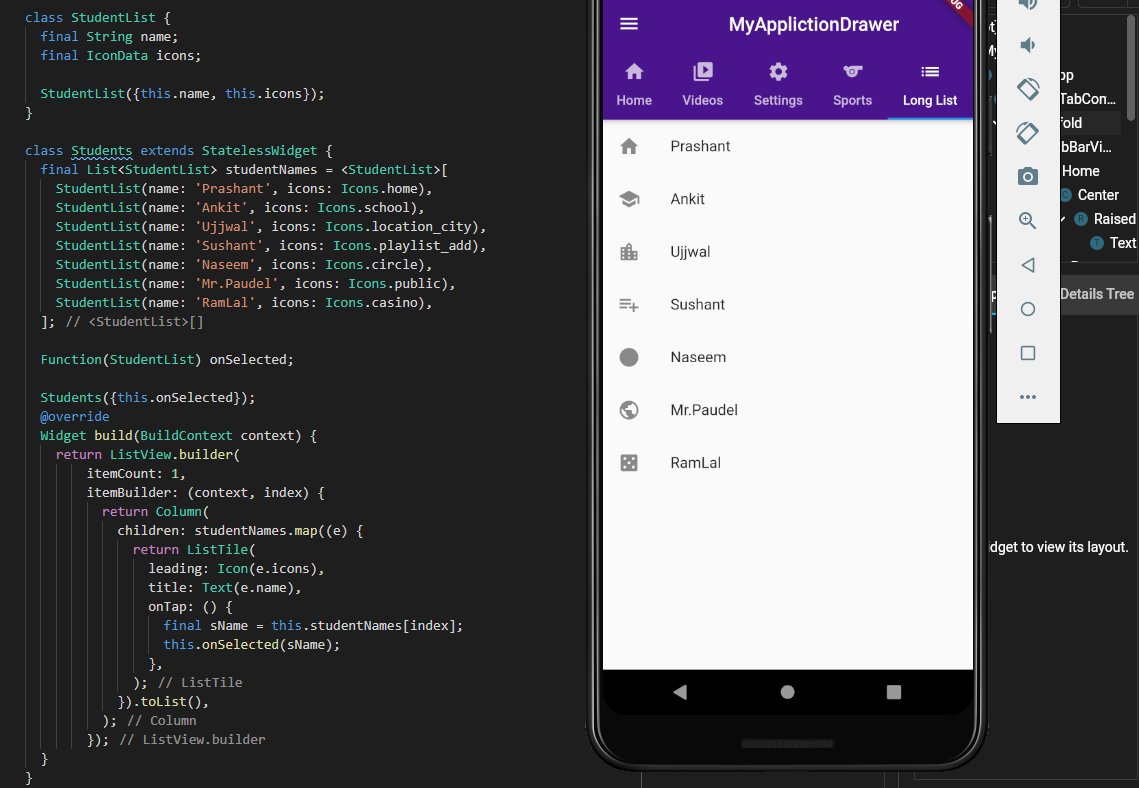 class StudentList {
final String name;
final IconData icons;
StudentList({this.name, this.icons});
}
class Students extends StatelessWidget {
final List<StudentList> studentNames = <StudentList>[
StudentList(name: 'Prashant', icons: Icons.home),
StudentList(name: 'Ankit', icons: Icons.school),
StudentList(name: 'Ujjwal', icons: Icons.location_city),
StudentList(name: 'Sushant', icons: Icons.playlist_add),
StudentList(name: 'Naseem', icons: Icons.circle),
StudentList(name: 'Mr.Paudel', icons: Icons.public),
StudentList(name: 'RamLal', icons: Icons.casino),
]; // <StudentList>[]
Function(StudentList) onSelected;
Students({this.onSelected});
@override
Widget build(BuildContext context) {
return ListView.builder(
itemCount: 1,
itemBuilder: (context, index) {
return Column(
children: studentNames.map((e) {
return ListTile(
leading: Icon(e.icons),
title: Text(e.name),
onTap: () {
final sName = this.studentNames[index];
this.onSelected(sName);
},
); // ListTile
}).toList(),
); // Column
}); // ListView.builder
}
}
MyApplictionDrawer
Home
Videos
Settings
Sports
Long List
Prashant
Ankit
Ujjwal
Sushant
Naseem
Mr.Paudel
RamLal
pp
TabCon...
fold
bBarVi...
Home
C Center
R Raised
T Text
Details Tree
idget to view its layout.